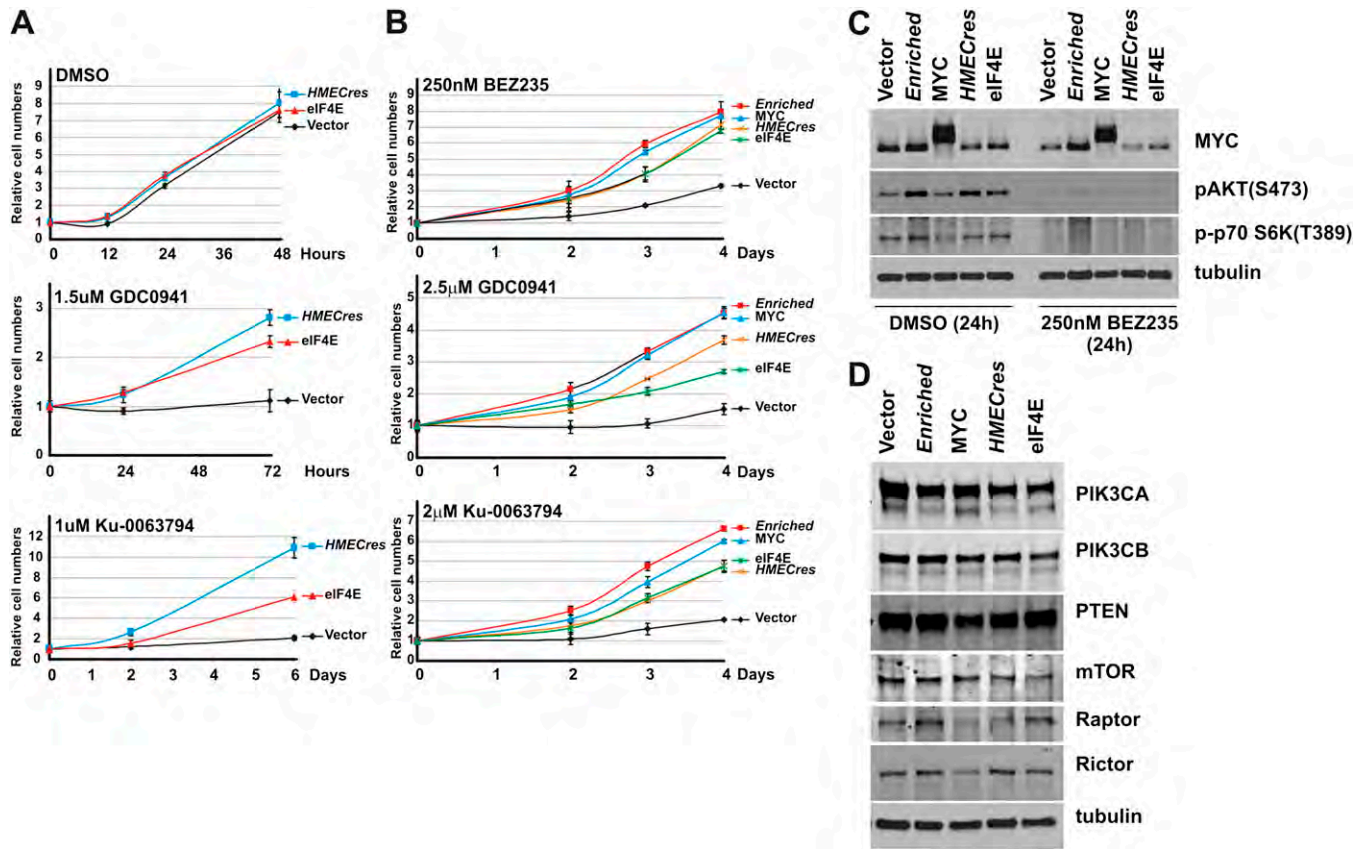 A
DMSO
Relative cell numbers
9
8
7
6
5
4
3
2
1
0
HMECres
eIF4E
Vector
0 12 24 36 48 Hours
1.5uM GDC0941
Relative cell numbers
3
2
1
0
HMECres
eIF4E
Vector
0 24 48 72 Hours
1uM Ku-0063794
Relative cell numbers
12
10
8
6
4
2
0
HMECres
eIF4E
Vector
0 1 2 3 4 5 6 Days
B
250nM BEZ235
Relative cell numbers
9
8
7
6
5
4
3
2
1
0
Enriched
MYC
HMECres
eIF4E
Vector
0 1 2 3 4 Days
2.5μM GDC0941
Relative cell numbers
5
4
3
2
1
0
Enriched
MYC
HMECres
eIF4E
Vector
0 1 2 3 4 Days
2μM Ku-0063794
Relative cell numbers
7
6
5
4
3
2
1
0
Enriched
MYC
eIF4E
HMECres
Vector
0 1 2 3 4 Days
C
Vector Enriched MYC HMECres eIF4E Vector Enriched MYC HMECres eIF4E
MYC
pAKT(S473)
p-p70 S6K(T389)
tubulin
DMSO (24h) 250nM BEZ235
(24h)
D
Vector Enriched MYC HMECres eIF4E
PIK3CA
PIK3CB
PTEN
mTOR
Raptor
Rictor
tubulin